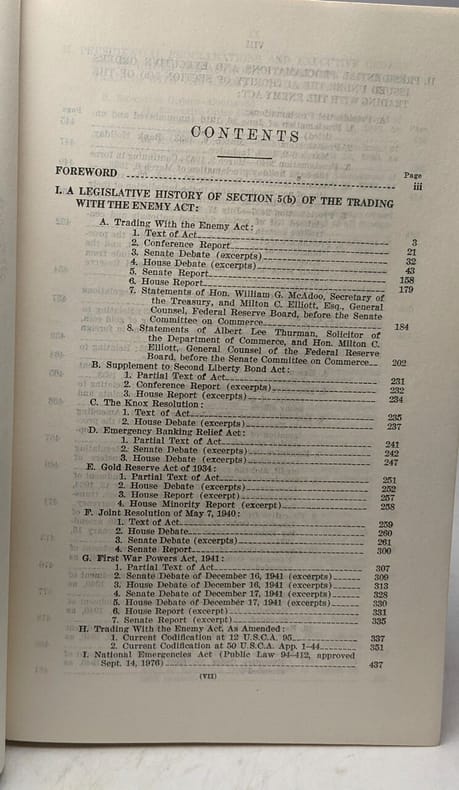 CONTENTS
Page
FOREWORD iii
I. A LEGISLATIVE HISTORY OF SECTION 5(b) OF THE TRADING
WITH THE ENEMY ACT:
A. Trading With the Enemy Act:
1. Text of Act 3
2. Conference Report 21
3. Senate Debate (excerpts) 32
4. House Debate (excerpts) 43
5. Senate Report 158
6. House Report 179
7. Statements of Hon. William G. McAdoo, Secretary of
the Treasury, and Milton C. Elliott, Esq., General
Counsel, Federal Reserve Board, before the Senate
Committee on Commerce 184
8. Statements of Albert Lee Thurman, Solicitor of
the Department of Commerce, and Hon. Milton C.
Elliott, General Counsel of the Federal Reserve
Board, before the Senate Committee on Commerce 202
B. Supplement to Second Liberty Bond Act:
1. Partial Text of Act 231
2. Conference Report (excerpts) 232
3. House Report (excerpts) 234
C. The Knox Resolution:
1. Text of Act 235
2. House Debate (excerpts) 237
D. Emergency Banking Relief Act:
1. Partial Text of Act 241
2. Senate Debate (excerpts) 242
3. House Debate (excerpts) 247
E. Gold Reserve Act of 1934:
1. Partial Text of Act 251
2. House Debate (excerpts) 252
3. House Report (excerpt) 257
4. House Minority Report (excerpt) 258
F. Joint Resolution of May 7, 1940:
1. Text of Act 259
2. House Debate 260
3. Senate Debate (excerpts) 261
4. Senate Report 300
G. First War Powers Act, 1941:
1. Partial Text of Act 307
2. Senate Debate of December 16, 1941 (excerpts) 309
3. House Debate of December 16, 1941 (excerpts) 313
4. Senate Debate of December 17, 1941 (excerpts) 328
5. House Debate of December 17, 1941 (excerpts) 330
6. House Report (excerpt) 331
7. Senate Report (excerpt) 335
H. Trading With the Enemy Act, As Amended:
1. Current Codification at 12 U.S.C.A. 95 337
2. Current Codification at 50 U.S.C.A. App. 1-44 351
I. National Emergencies Act (Public Law 94-412, approved
Sept. 14, 1976) 437
(VII)